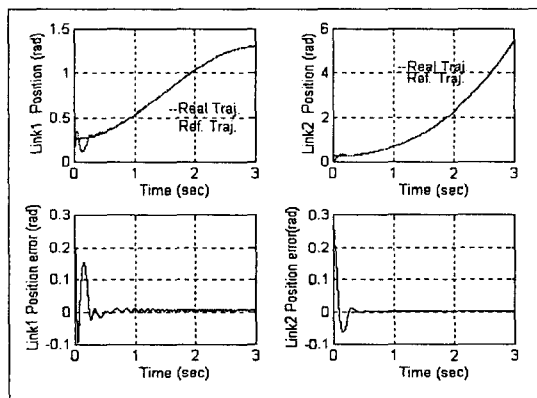 Link1 Position (rad)
1.5
1
0.5
0
--Real Traj.
Ref. Traj.
0 1 2 3
Time (sec)
Link2 Position (rad)
6
4
2
0
--Real Traj.
Ref. Traj.
0 1 2 3
Time (sec)
Link1 Position error (rad)
0.3
0.2
0.1
0
-0.1
0 1 2 3
Time (sec)
Link2 Position error(rad)
0.3
0.2
0.1
0
-0.1
0 1 2 3
Time (sec)